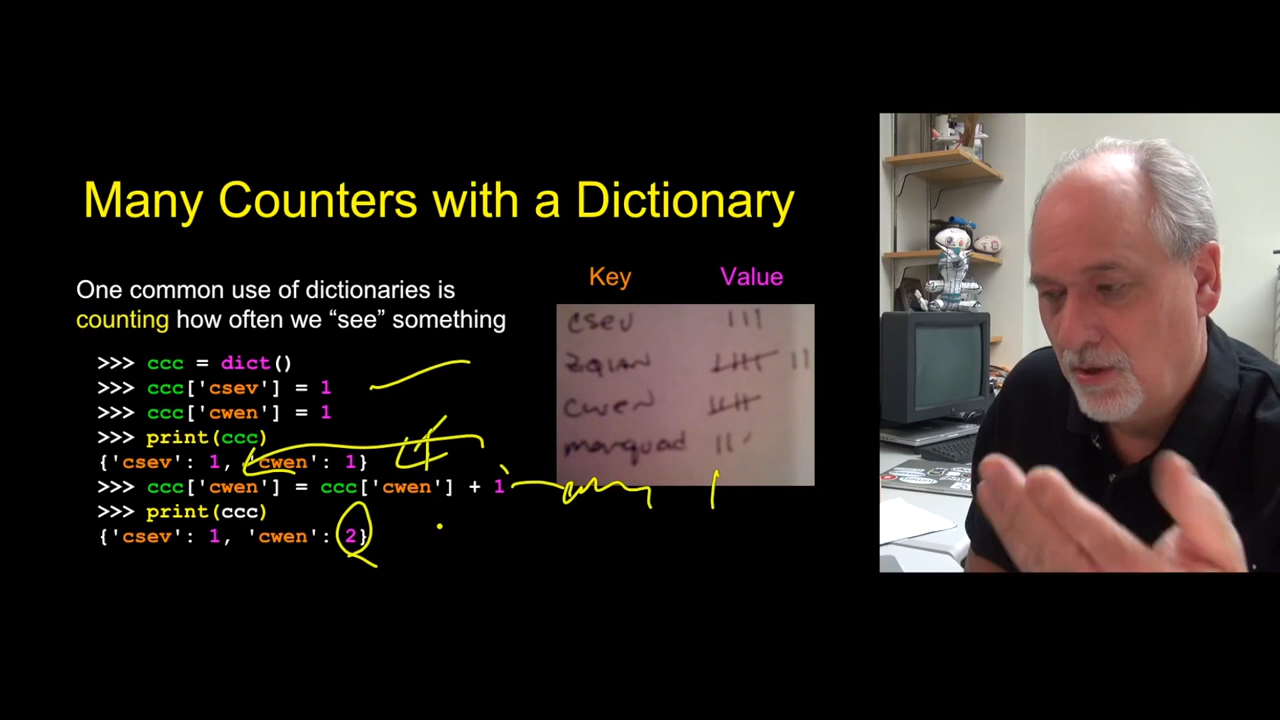 Many Counters with a Dictionary
One common use of dictionaries is
counting how often we “see” something
>>> ccc = dict()
>>> ccc['csev'] = 1
>>> ccc['cwen'] = 1
>>> print(ccc)
{'csev': 1, 'cwen': 1}
>>> ccc['cwen'] = ccc['cwen'] + 1
>>> print(ccc)
{'csev': 1, 'cwen': 2}
Key Value
csev
zqian
cwen
marquad